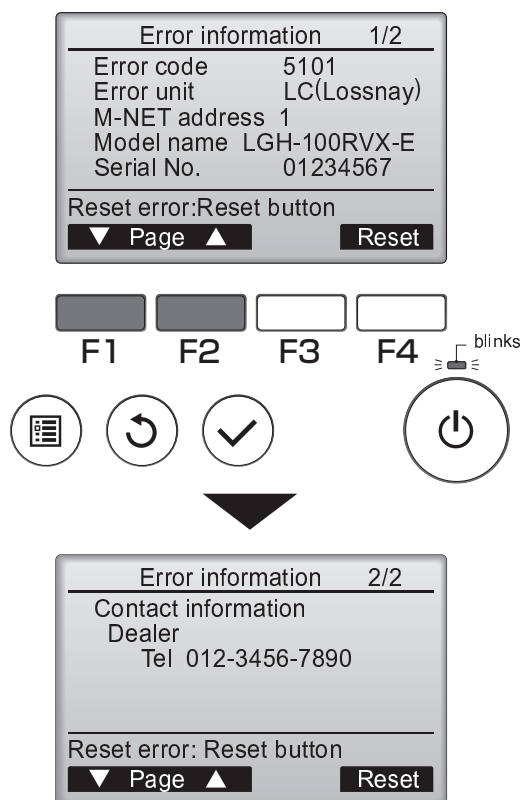 Error information 1/2
Error code 5101
Error unit LC(Lossnay)
M-NET address 1
Model name LGH-100RVX-E
Serial No. 01234567
Reset error:Reset button
▼ Page ▲ Reset
F1 F2 F3 F4
blinks
Error information 2/2
Contact information
Dealer
Tel 012-3456-7890
Reset error: Reset button
▼ Page ▲ Reset